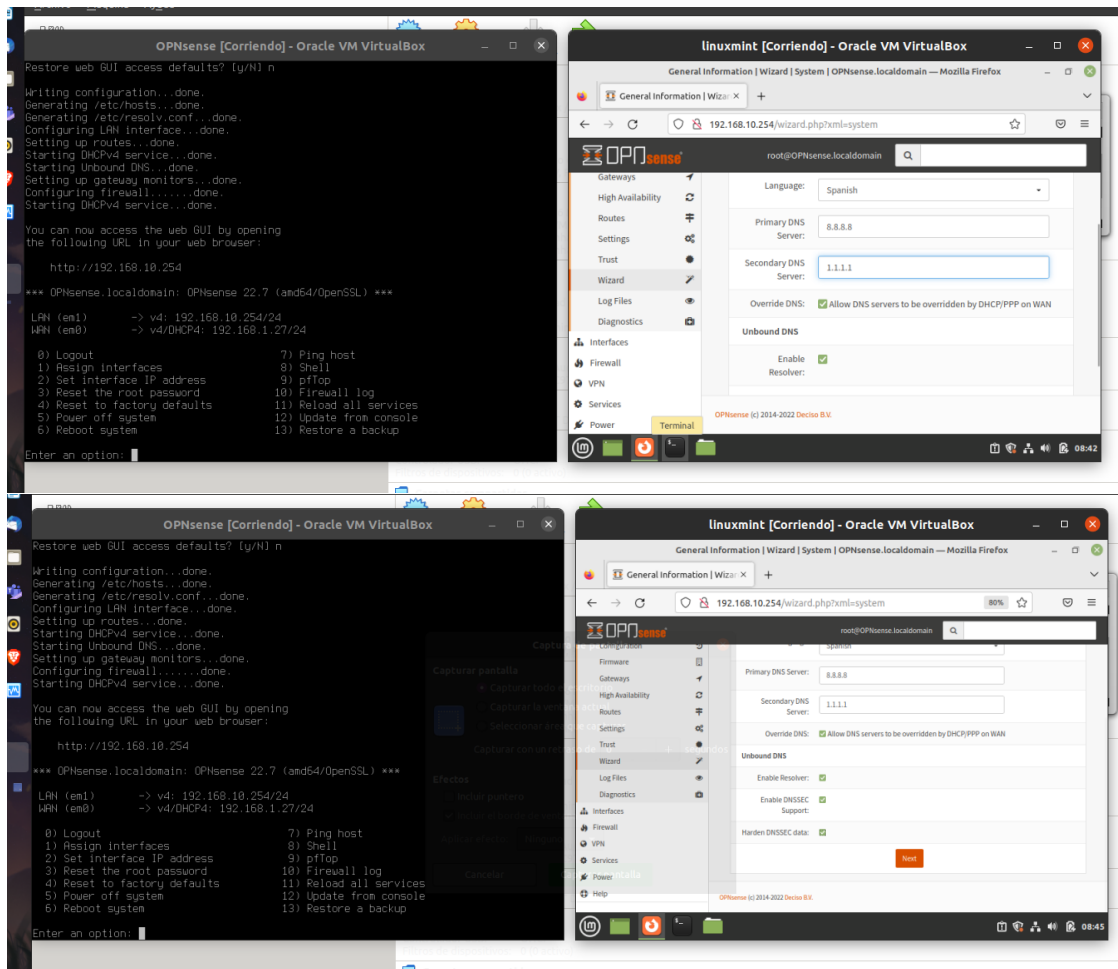 OPNsense [Corriendo] - Oracle VM VirtualBox
Restore web GUI access defaults? [y/N] n
Writing configuration...done.
Generating /etc/hosts...done.
Generating /etc/resolv.conf...done.
Configuring LAN interface...done.
Setting up routes...done.
Starting DHCPv4 service...done.
Starting Unbound DNS...done.
Setting up gateway monitors...done.
Configuring firewall.......done.
Starting DHCPv4 service...done.
You can now access the web GUI by opening
the following URL in your web browser:
http://192.168.10.254
*** OPNsense.localdomain: OPNsense 22.7 (amd64/OpenSSL) ***
LAN (em1) -> v4: 192.168.10.254/24
WAN (em0) -> v4/DHCP4: 192.168.1.27/24
0) Logout 7) Ping host
1) Assign interfaces 8) Shell
2) Set interface IP address 9) pfTop
3) Reset the root password 10) Firewall log
4) Reset to factory defaults 11) Reload all services
5) Power off system 12) Update from console
6) Reboot system 13) Restore a backup
Enter an option:
linuxmint [Corriendo] - Oracle VM VirtualBox
General Information | Wizard | System | OPNsense.localdomain — Mozilla Firefox
General Information | Wizar
192.168.10.254/wizard.php?xml=system
OPNsense
root@OPNsense.localdomain
Gateways
High Availability
Routes
Settings
Trust
Wizard
Log Files
Diagnostics
Interfaces
Firewall
VPN
Services
Power
Terminal
Language: Spanish
Primary DNS Server: 8.8.8.8
Secondary DNS Server: 1.1.1.1
Override DNS: Allow DNS servers to be overridden by DHCP/PPP on WAN
Unbound DNS
Enable Resolver:
OPNsense (c) 2014-2022 Deciso B.V.
08:42
OPNsense [Corriendo] - Oracle VM VirtualBox
Restore web GUI access defaults? [y/N] n
Writing configuration...done.
Generating /etc/hosts...done.
Generating /etc/resolv.conf...done.
Configuring LAN interface...done.
Setting up routes...done.
Starting DHCPv4 service...done.
Starting Unbound DNS...done.
Setting up gateway monitors...done.
Configuring firewall.......done.
Starting DHCPv4 service...done.
You can now access the web GUI by opening
the following URL in your web browser:
http://192.168.10.254
*** OPNsense.localdomain: OPNsense 22.7 (amd64/OpenSSL) ***
LAN (em1) -> v4: 192.168.10.254/24
WAN (em0) -> v4/DHCP4: 192.168.1.27/24
0) Logout 7) Ping host
1) Assign interfaces 8) Shell
2) Set interface IP address 9) pfTop
3) Reset the root password 10) Firewall log
4) Reset to factory defaults 11) Reload all services
5) Power off system 12) Update from console
6) Reboot system 13) Restore a backup
Enter an option:
Capturar pantalla
Efectos
Incluir puntero
Cancelar
linuxmint [Corriendo] - Oracle VM VirtualBox
General Information | Wizard | System | OPNsense.localdomain — Mozilla Firefox
General Information | Wizar
192.168.10.254/wizard.php?xml=system
80%
OPNsense
root@OPNsense.localdomain
Configuration
Firmware
Gateways
High Availability
Routes
Settings
Trust
Wizard
Log Files
Diagnostics
Interfaces
Firewall
VPN
Services
Power
Help
Spanish
Primary DNS Server: 8.8.8.8
Secondary DNS Server: 1.1.1.1
Override DNS: Allow DNS servers to be overridden by DHCP/PPP on WAN
Unbound DNS
Enable Resolver:
Enable DNSSEC Support:
Harden DNSSEC data:
Next
OPNsense (c) 2014-2022 Deciso B.V.
08:45